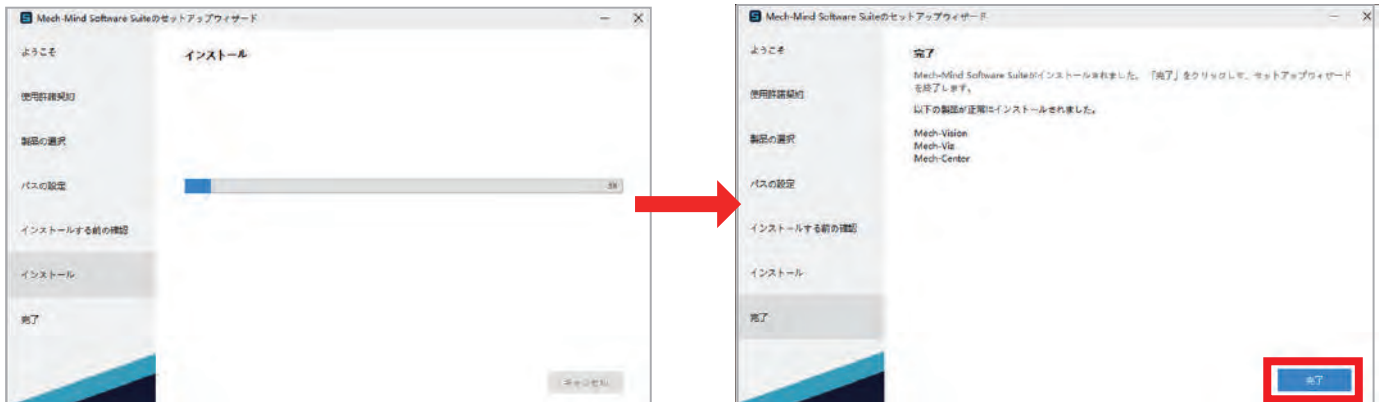 Mech-Mind Software Suiteのセットアップウィザード
ようこそ
使用許諾契約
製品の選択
パスの設定
インストールする前の確認
インストール
完了
インストール
キャンセル
Mech-Mind Software Suiteのセットアップウィザード
ようこそ
使用許諾契約
製品の選択
パスの設定
インストールする前の確認
インストール
完了
完了
Mech-Mind Software Suiteがインストールされました。 「完了」をクリックして、セットアップウィザード
を終了します。
以下の製品が正常にインストールされました。
Mech-Vision
Mech-Viz
Mech-Center
完了